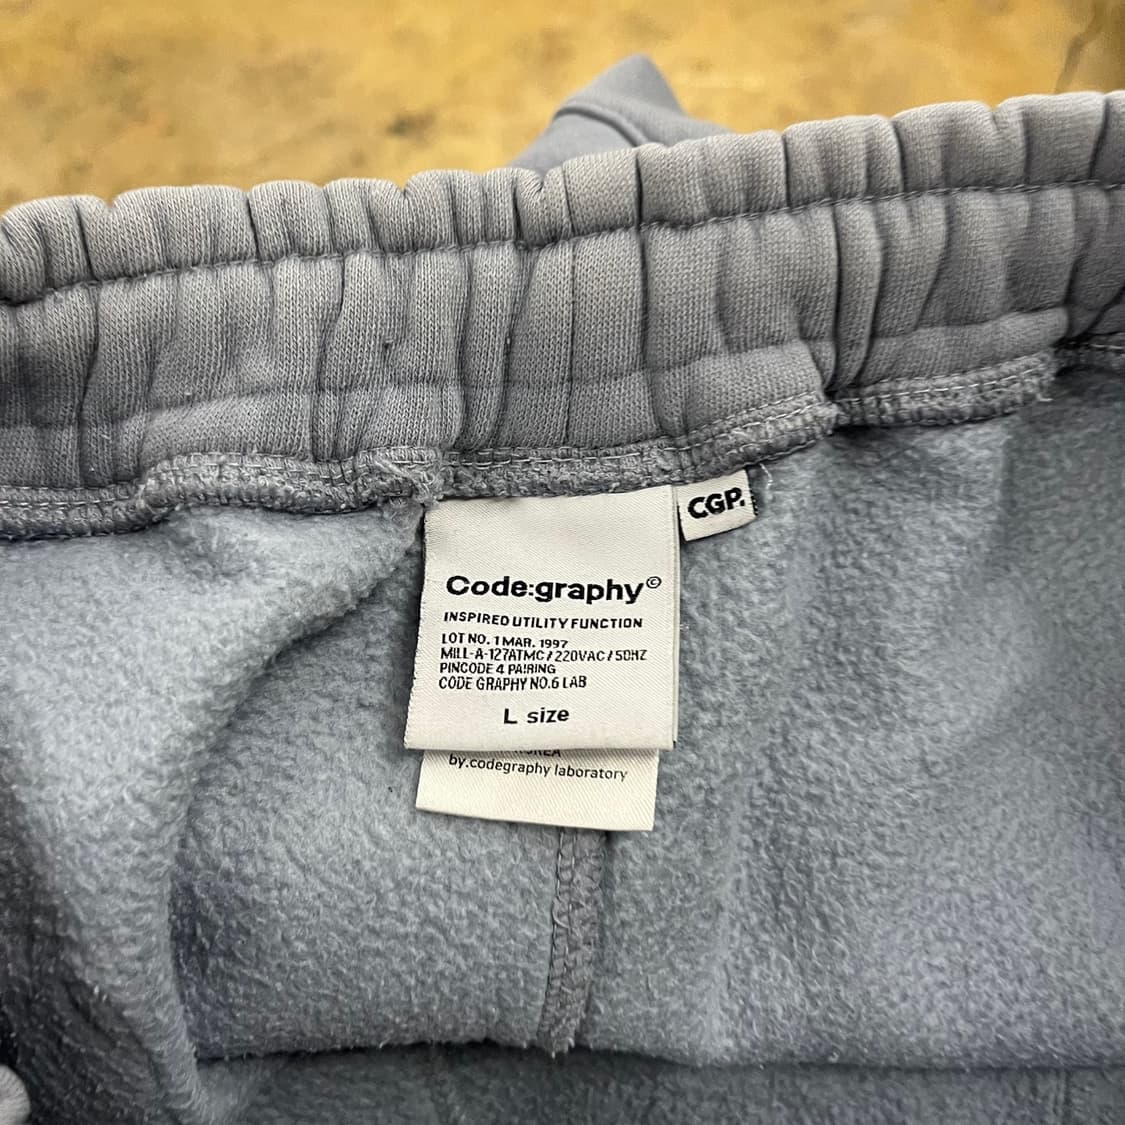 CGP.
Code:graphy©
INSPIRED UTILITY FUNCTION
LOT NO. 1 MAR. 1997
MILL-A-127ATMC / 220VAC / 50HZ
PINCODE 4 PAIRING
CODE GRAPHY NO.6 LAB
L size
by.codegraphy laboratory